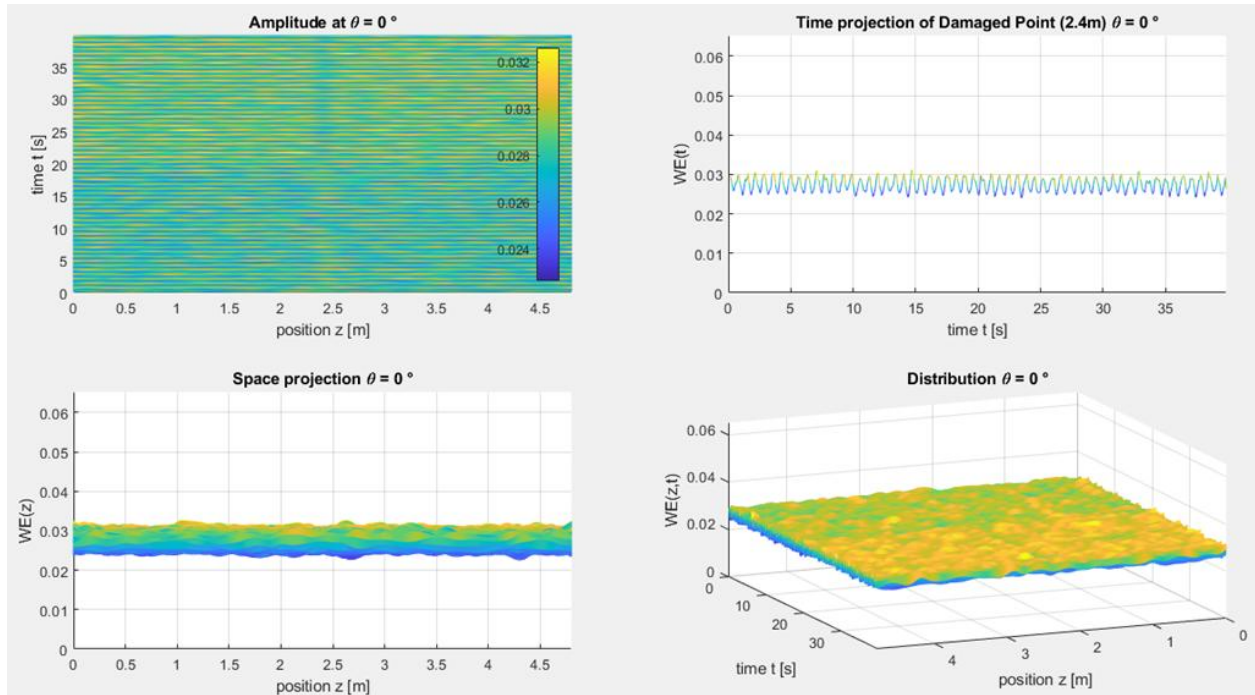 Amplitude at θ = 0 °
time t [s]
35
30
25
20
15
10
5
0
0 0.5 1 1.5 2 2.5 3 3.5 4 4.5
position z [m]
0.032
0.03
0.028
0.026
0.024
Time projection of Damaged Point (2.4m) θ = 0 °
WE(t)
0.06
0.05
0.04
0.03
0.02
0.01
0
0 5 10 15 20 25 30 35
time t [s]
Space projection θ = 0 °
WE(z)
0.06
0.05
0.04
0.03
0.02
0.01
0
0 0.5 1 1.5 2 2.5 3 3.5 4 4.5
position z [m]
Distribution θ = 0 °
WE(z,t)
0.06
0.04
0.02
0
0
10
20
30
time t [s]
4 3 2 1 0
position z [m]